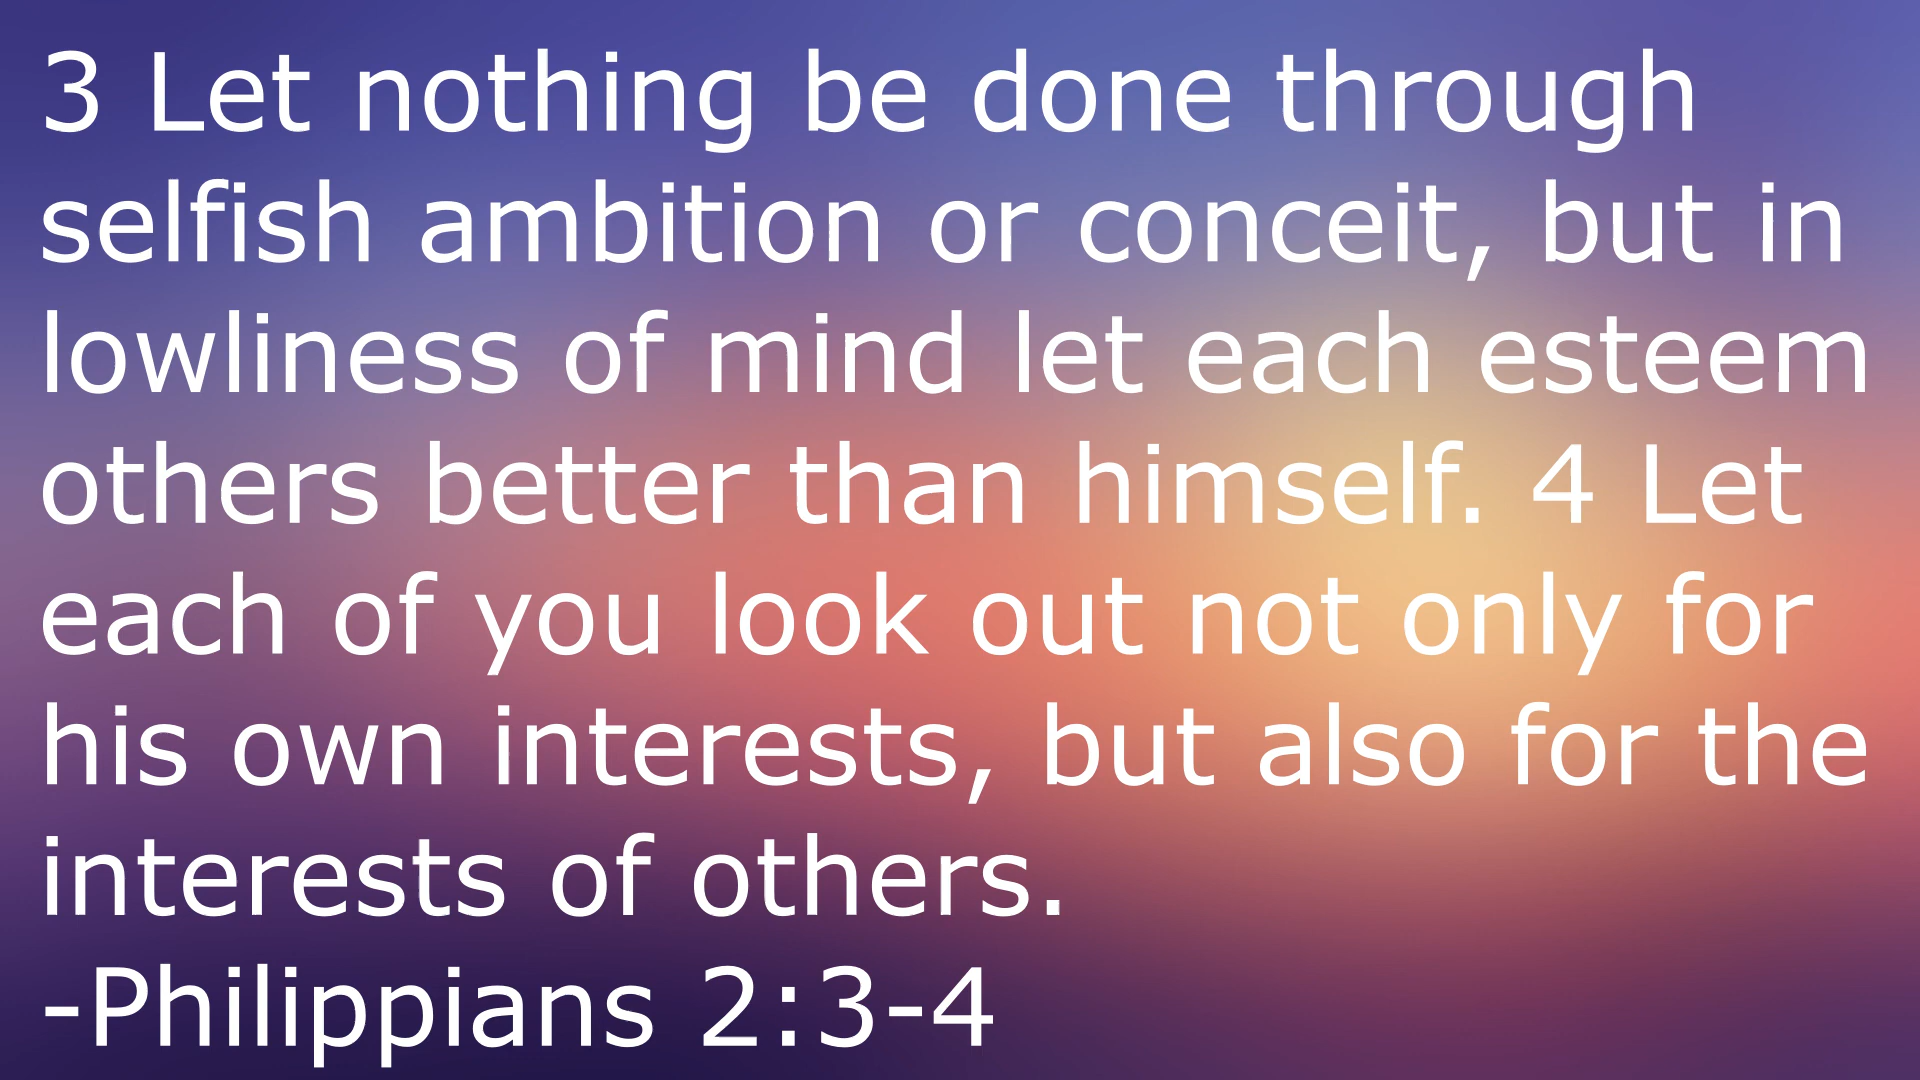 3 Let nothing be done through
selfish ambition or conceit, but in
lowliness of mind let each esteem
others better than himself. 4 Let
each of you look out not only for
his own interests, but also for the
interests of others.
-Philippians 2:3-4